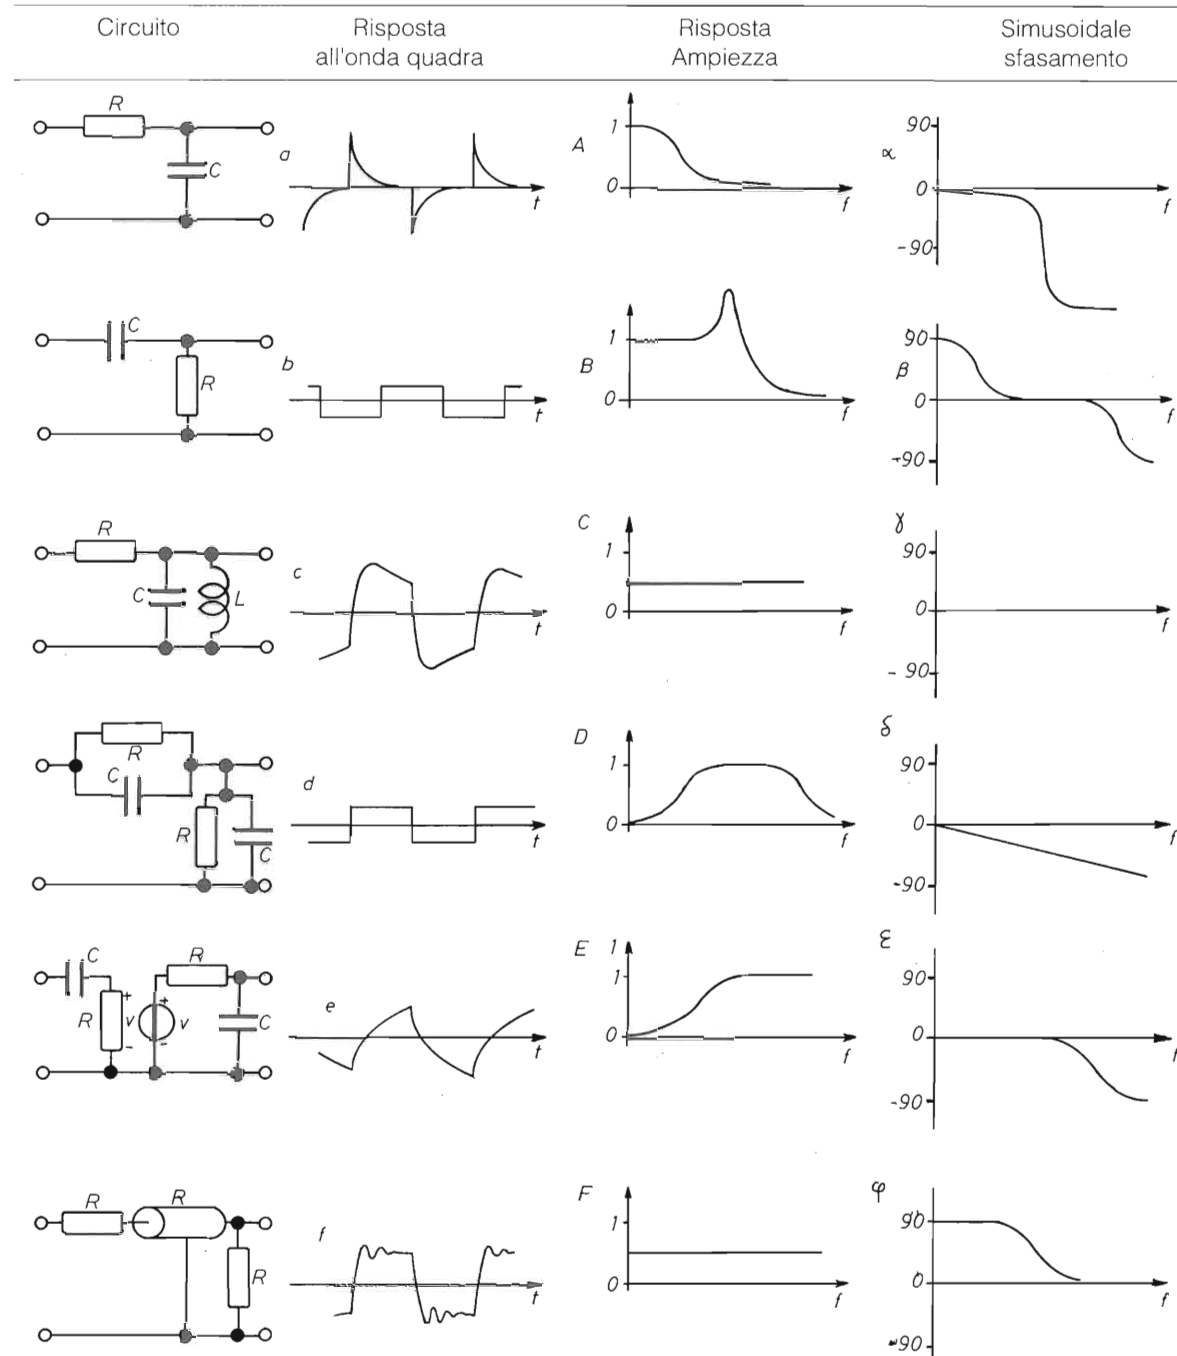 Circuito
Risposta
all'onda quadra
Risposta
Ampiezza
Simusoidale
sfasamento
R
C
a
t
A
1
0
f
α
90
0
-90
f
C
R
b
t
B
1
0
f
β
90
0
-90
f
R
C
L
c
t
C
1
0
f
γ
90
0
- 90
f
R
C
R
C
d
t
D
1
0
f
δ
90
0
-90
f
C
R
+
v
-
+
v
-
R
C
e
t
E
1
1
0
f
ε
90
0
-90
f
R
R
R
f
t
F
1
0
f
φ
90
0
-90
f